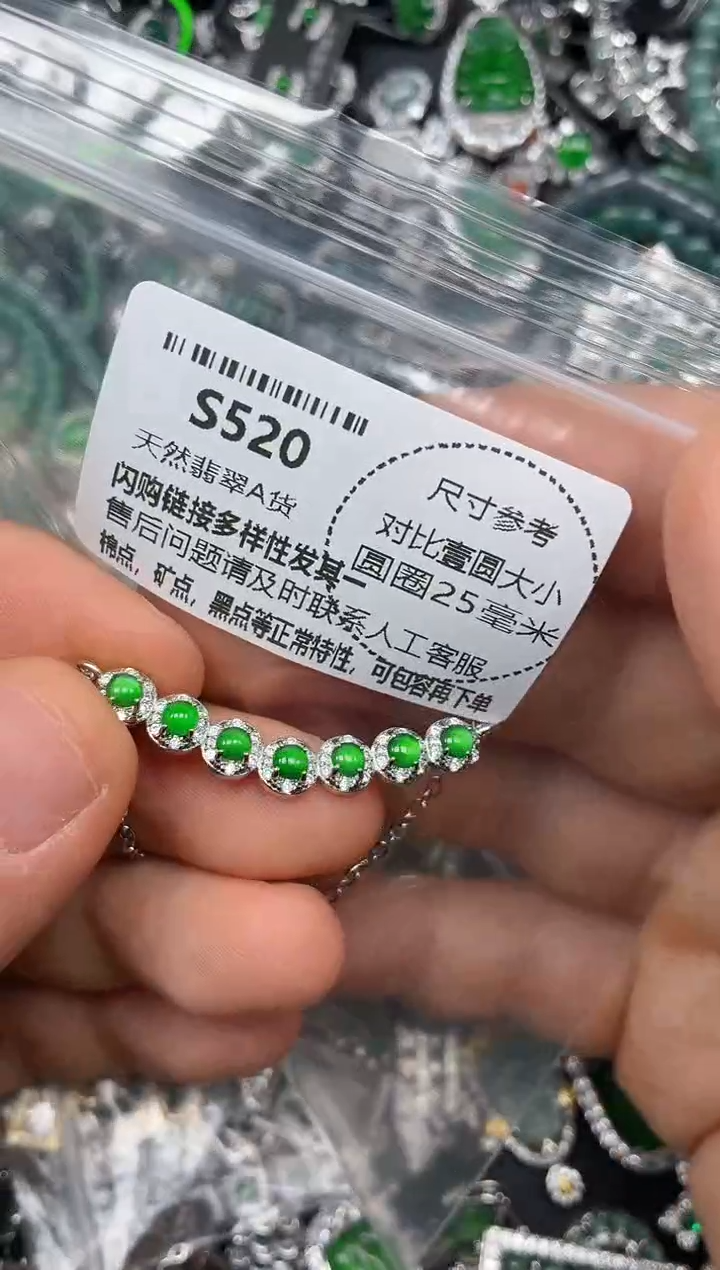 S520
天然翡翠A货
闪购链接多样性发其一
售后问题请及时联系人工客服
棉点，矿点，黑点等正常特性，可包容再下单
尺寸参考
对比壹圆大小
圆圈25毫米